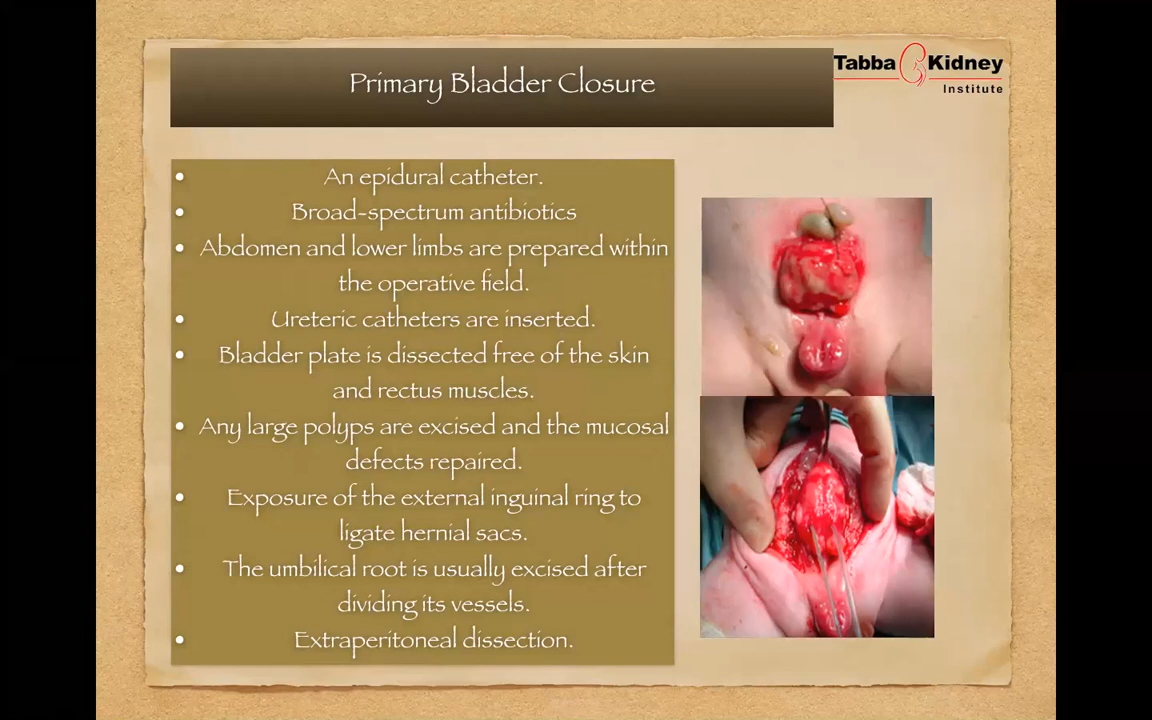 Primary Bladder Closure
Tabba Kidney
Institute
• An epidural catheter.
• Broad-spectrum antibiotics
• Abdomen and lower limbs are prepared within
the operative field.
• Ureteric catheters are inserted.
• Bladder plate is dissected free of the skin
and rectus muscles.
• Any large polyps are excised and the mucosal
defects repaired.
• Exposure of the external inguinal ring to
ligate hernial sacs.
• The umbilical root is usually excised after
dividing its vessels.
• Extraperitoneal dissection.